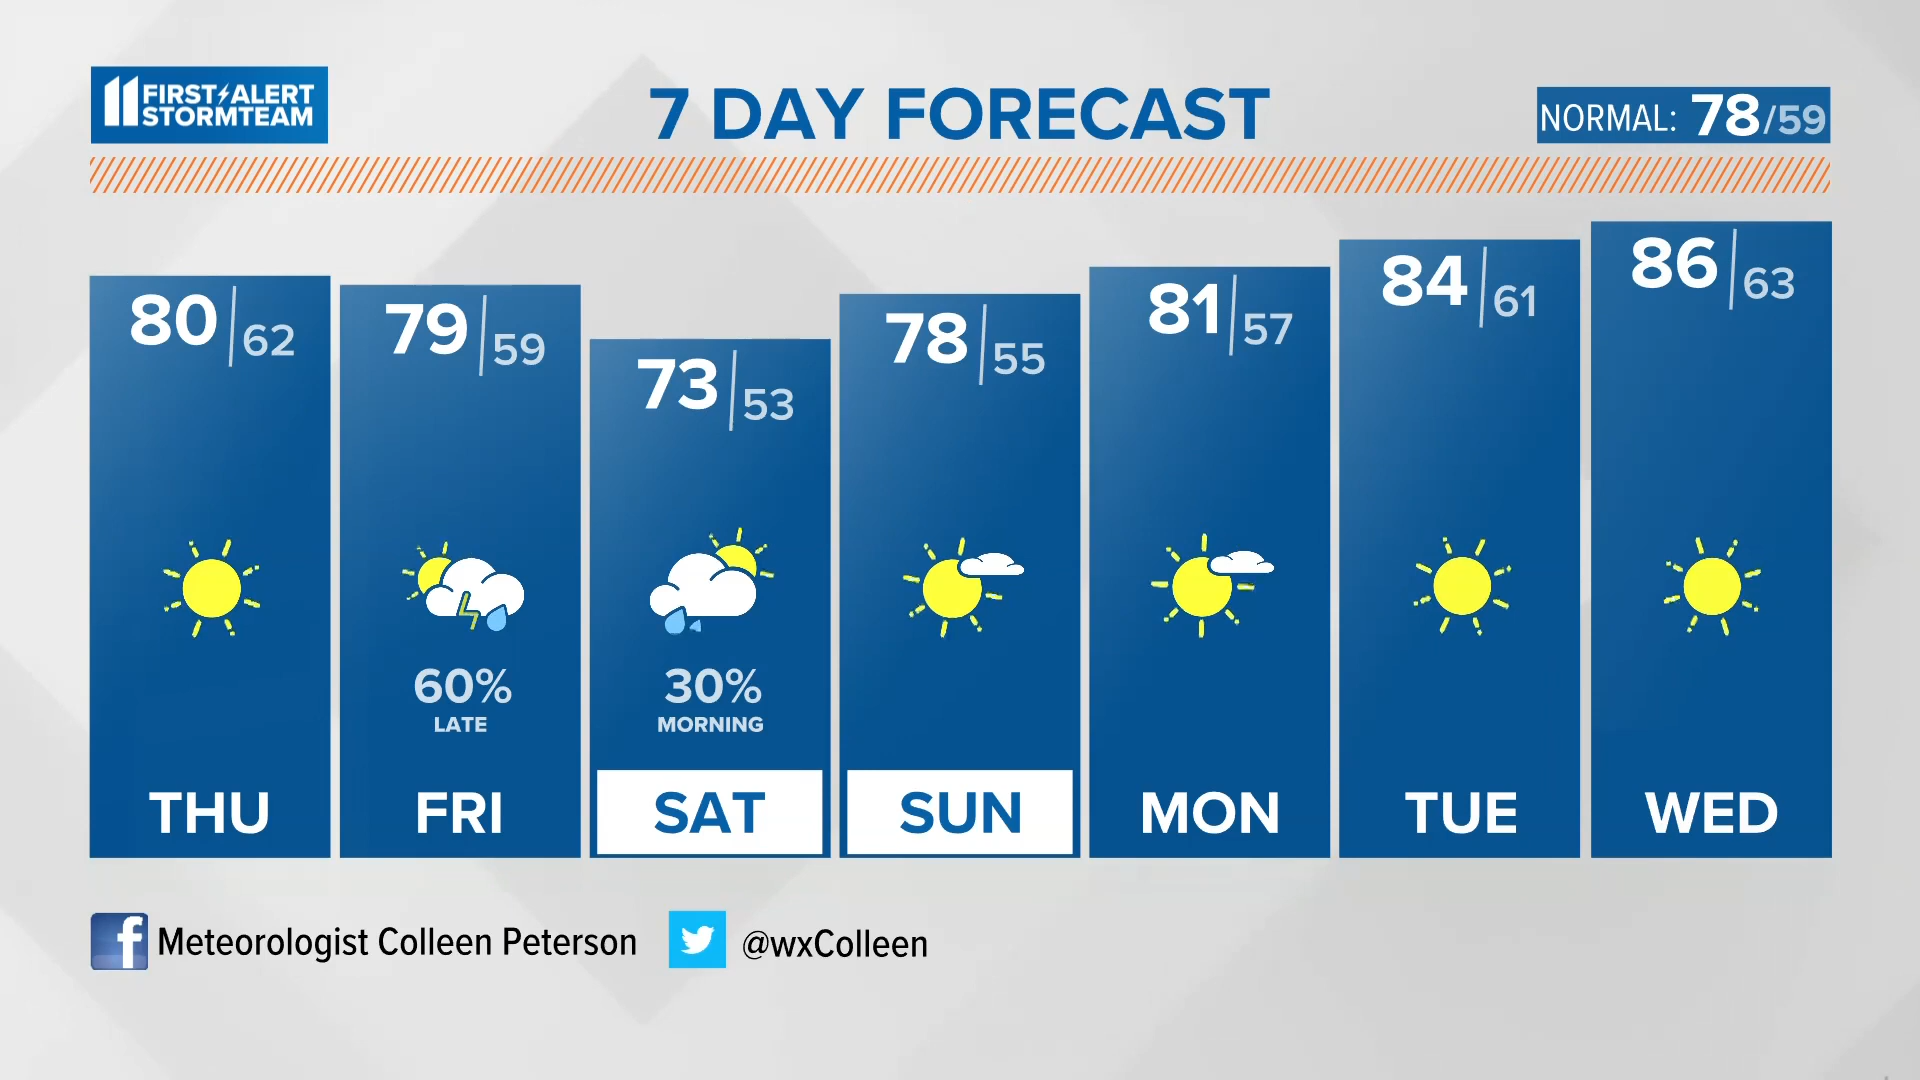 11 FIRST ALERT
STORMTEAM
7 DAY FORECAST
NORMAL: 78/59
80/62
79/59
73/53
78/55
81/57
84/61
86/63
60%
LATE
30%
MORNING
THU
FRI
SAT
SUN
MON
TUE
WED
f Meteorologist Colleen Peterson
@wxColleen